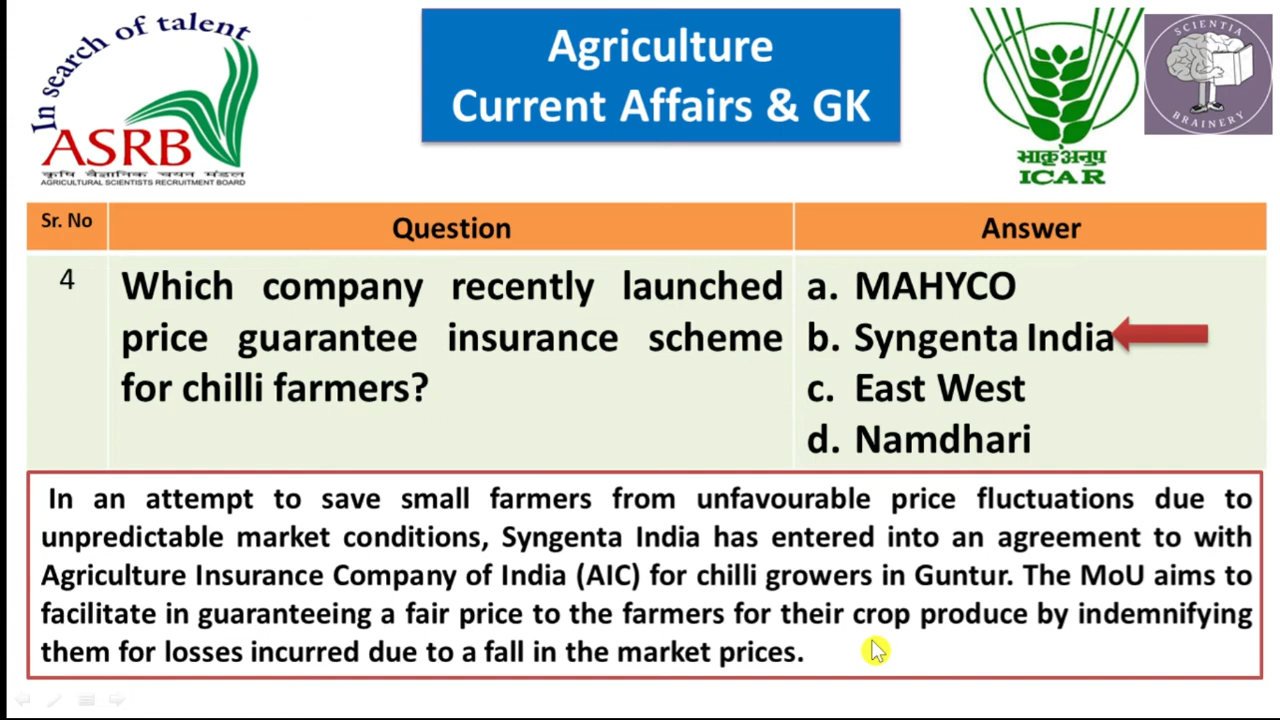 In search of talent
ASRB
कृषि वैज्ञानिक चयन मंडल
AGRICULTURAL SCIENTISTS RECRUITMENT BOARD
Agriculture
Current Affairs & GK
भाकृअनुप
ICAR
SCIENTIA
BRAINERY
Sr. No
Question
Answer
4
Which company recently launched
price guarantee insurance scheme
for chilli farmers?
a. MAHYCO
b. Syngenta India
c. East West
d. Namdhari
In an attempt to save small farmers from unfavourable price fluctuations due to
unpredictable market conditions, Syngenta India has entered into an agreement to with
Agriculture Insurance Company of India (AIC) for chilli growers in Guntur. The MoU aims to
facilitate in guaranteeing a fair price to the farmers for their crop produce by indemnifying
them for losses incurred due to a fall in the market prices.